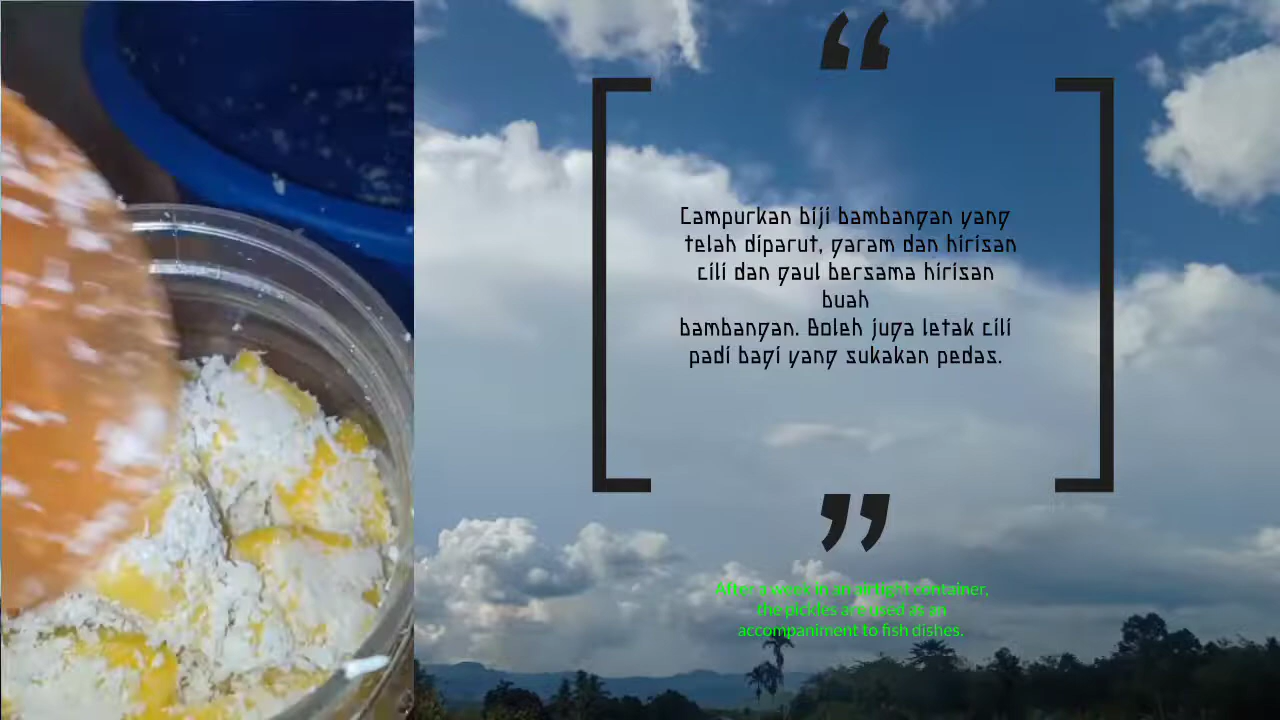 “
Campurkan biji bambangan yang
telah diparut, garam dan hirisan
cili dan gaul bersama hirisan
buah
bambangan. Boleh juga letak cili
padi bagi yang sukakan pedas.
”
After a week in an airtight container,
the pickles are used as an
accompaniment to fish dishes.